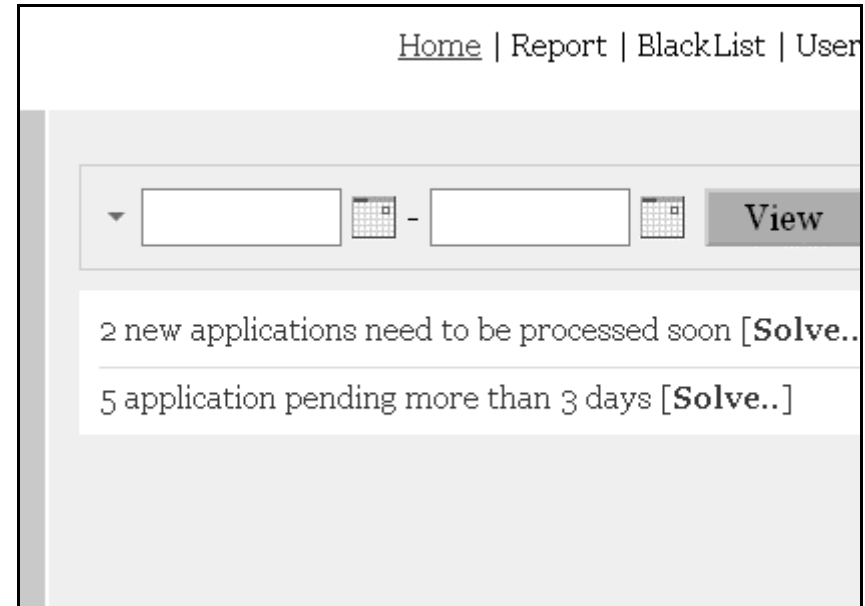 Home | Report | BlackList | User
- View
2 new applications need to be processed soon [Solve..
5 application pending more than 3 days [Solve..]